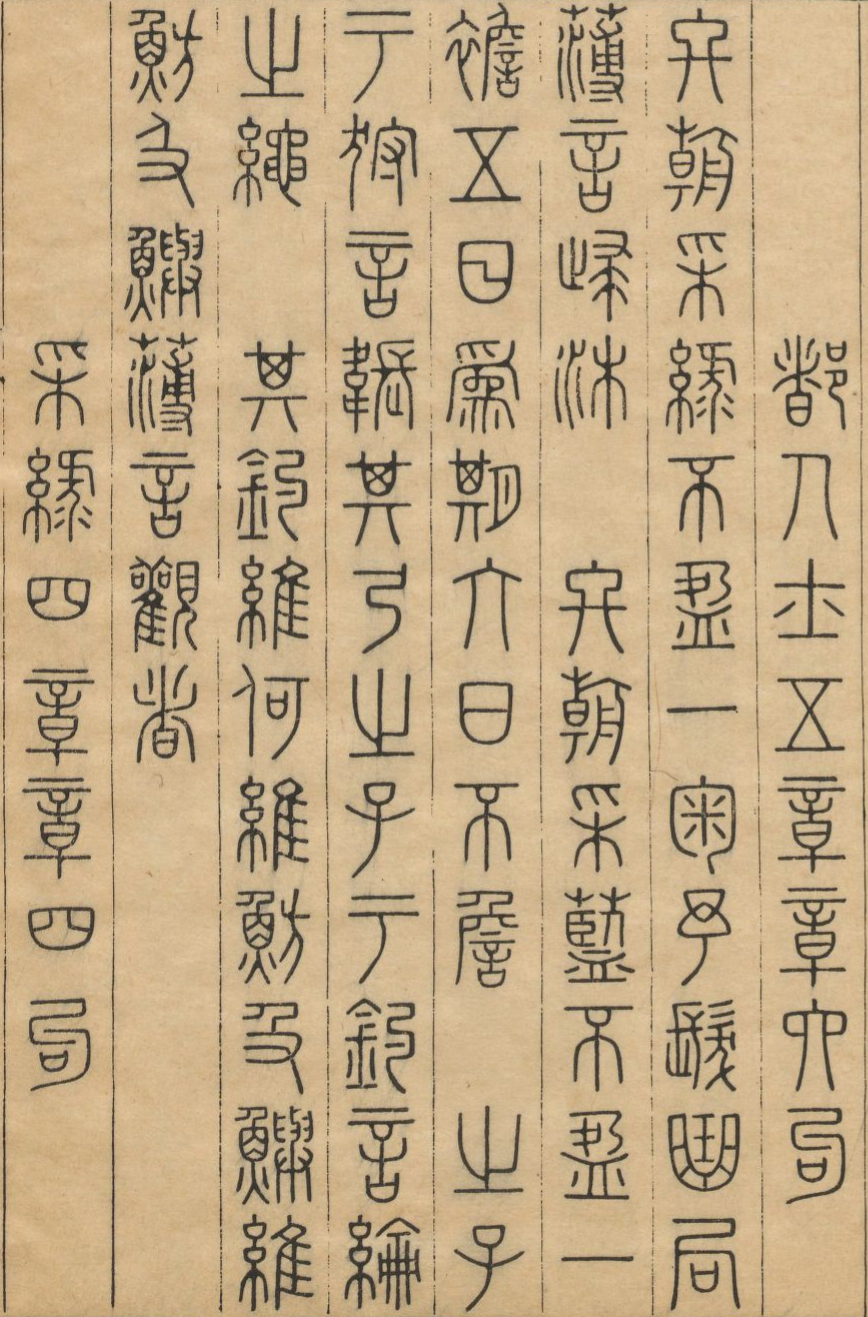 都人士五章章六句
終朝采綠不盈一匊予髮曲局
薄言歸沐　終朝采藍不盈一
襜五日爲期六日不詹　之子
于狩言韔其弓之子于釣言綸
之繩　其釣維何維魴及鱮維
魴及鱮薄言觀者
采綠四章章四句